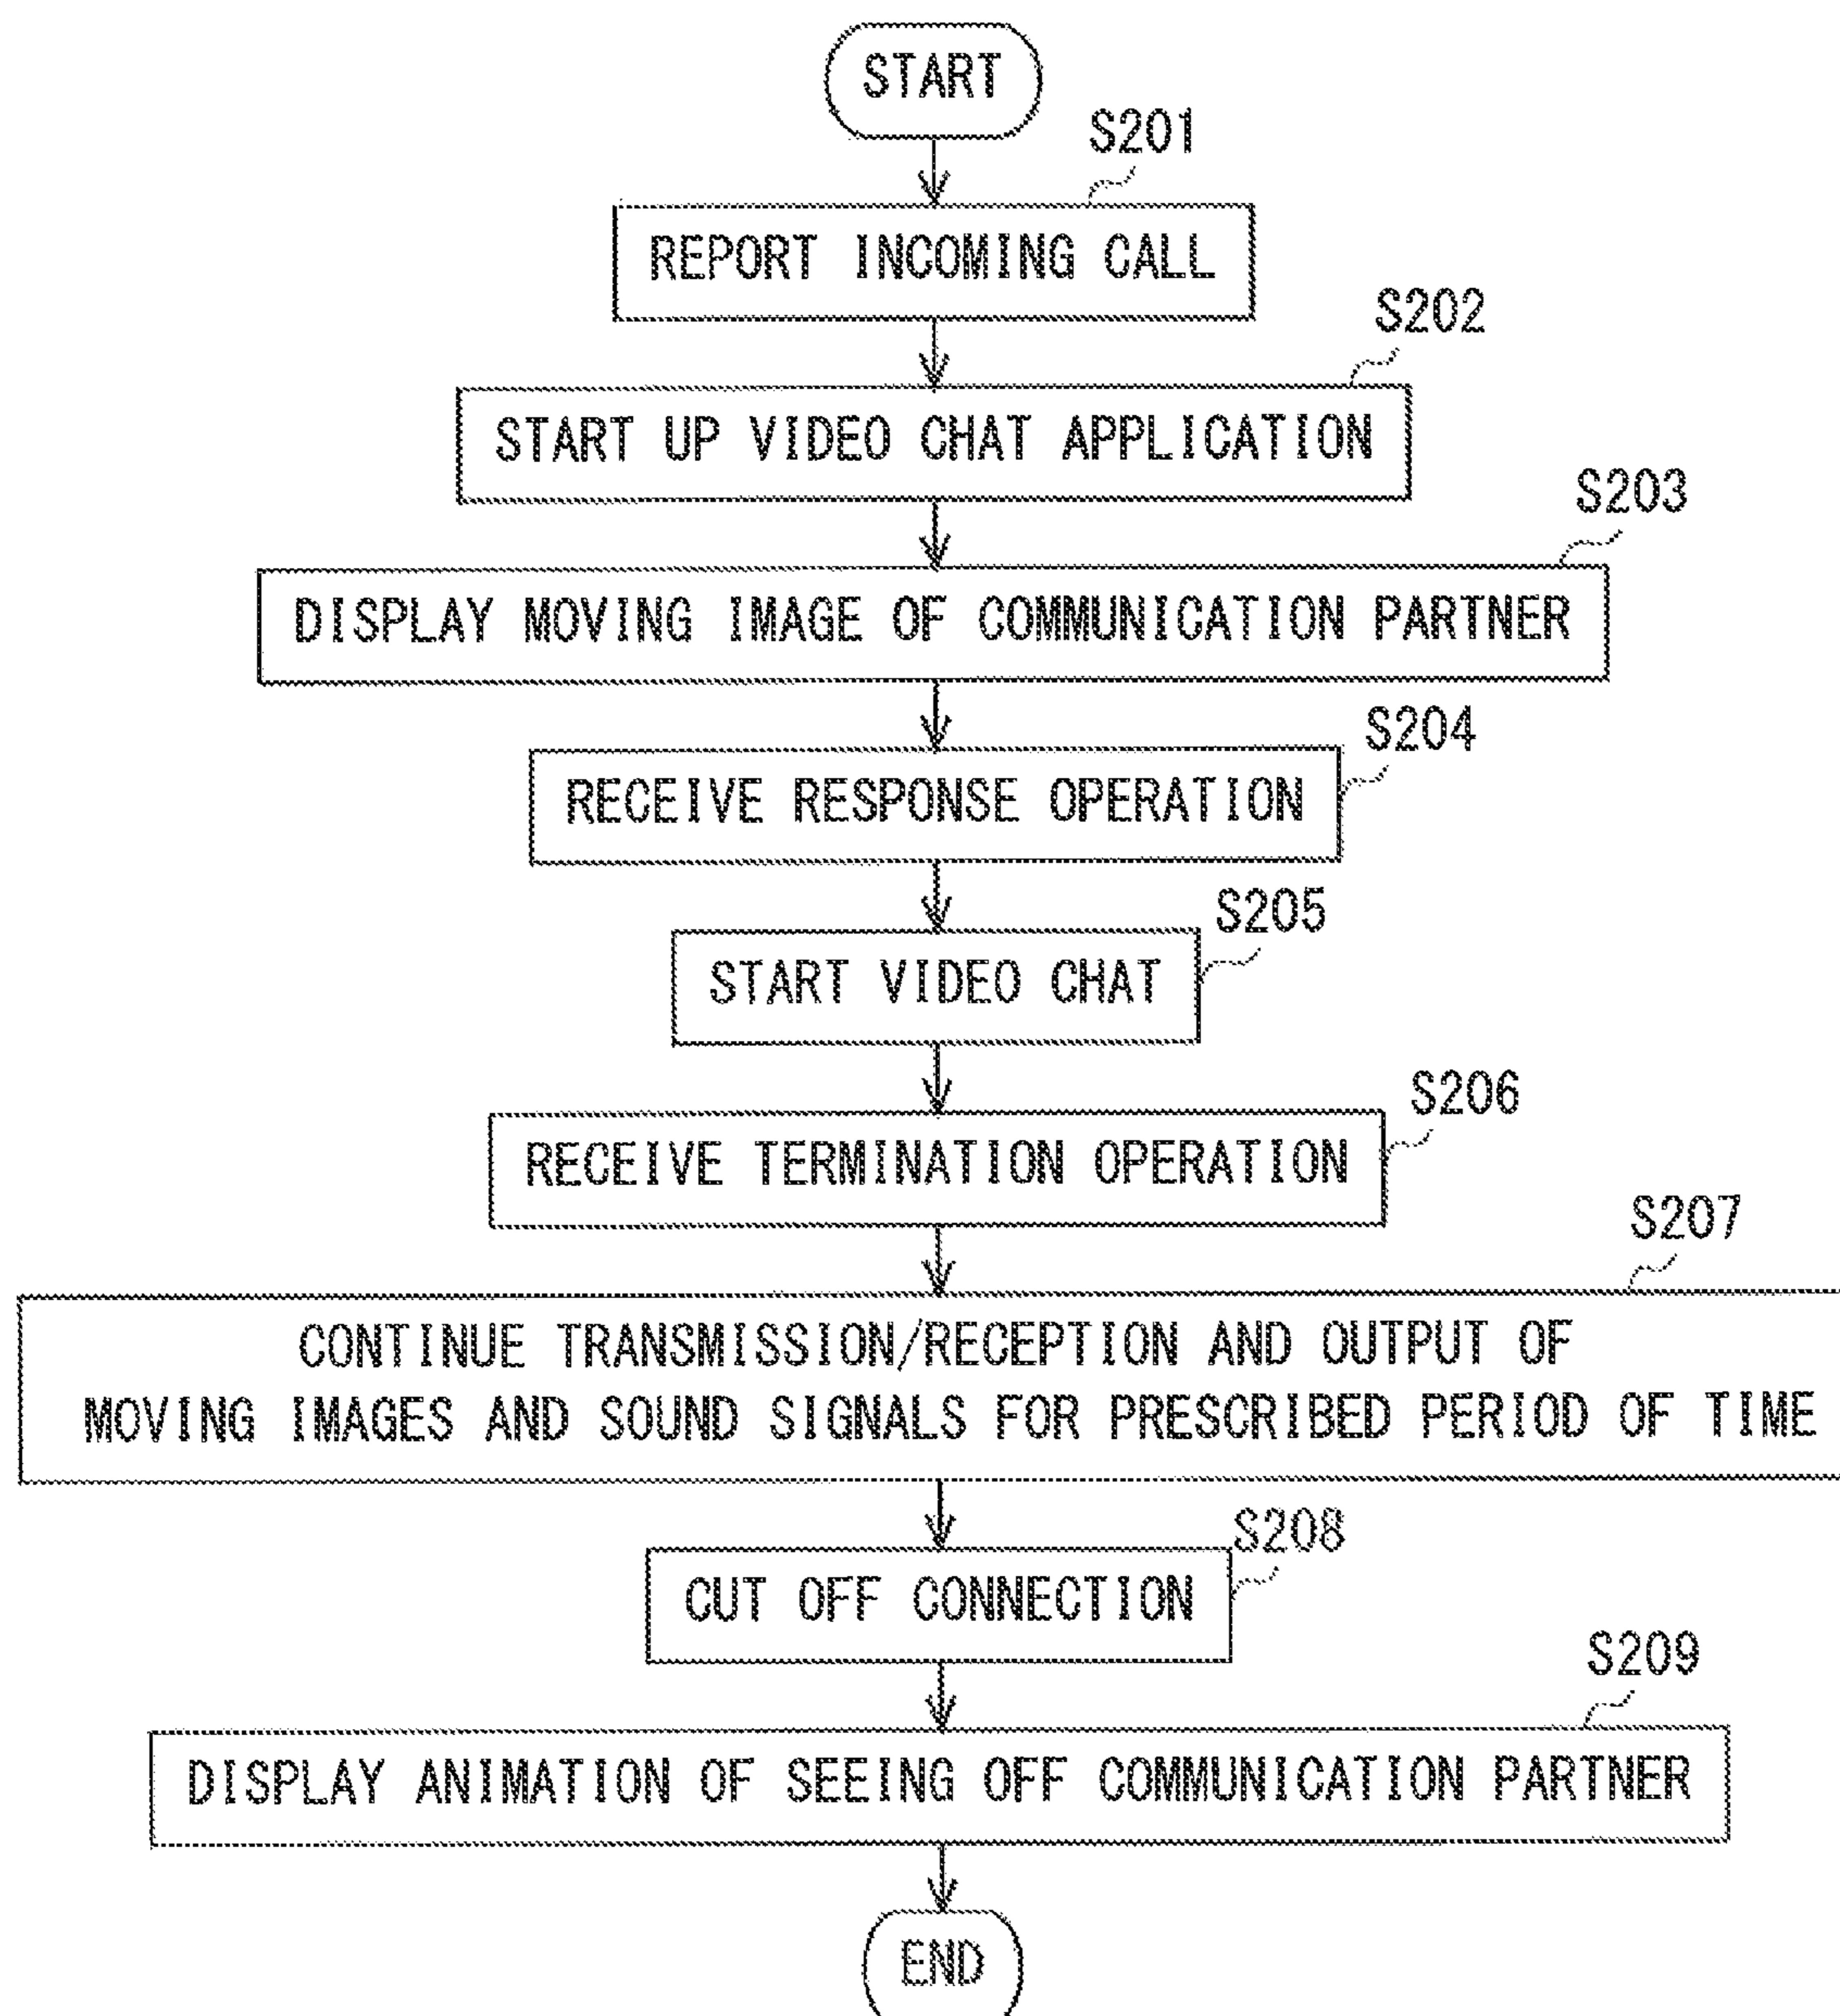 START
S201
REPORT INCOMING CALL
S202
START UP VIDEO CHAT APPLICATION
S203
DISPLAY MOVING IMAGE OF COMMUNICATION PARTNER
S204
RECEIVE RESPONSE OPERATION
S205
START VIDEO CHAT
S206
RECEIVE TERMINATION OPERATION
S207
CONTINUE TRANSMISSION/RECEPTION AND OUTPUT OF
MOVING IMAGES AND SOUND SIGNALS FOR PRESCRIBED PERIOD OF TIME
S208
CUT OFF CONNECTION
S209
DISPLAY ANIMATION OF SEEING OFF COMMUNICATION PARTNER
END